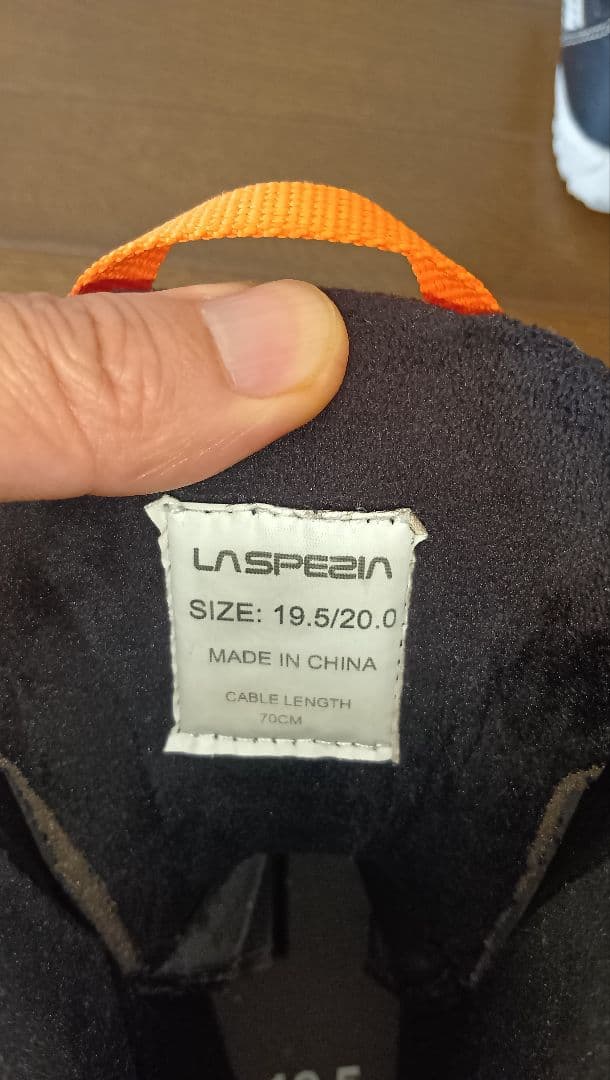 LASPEZIA
SIZE: 19.5/20.0
MADE IN CHINA
CABLE LENGTH
70CM